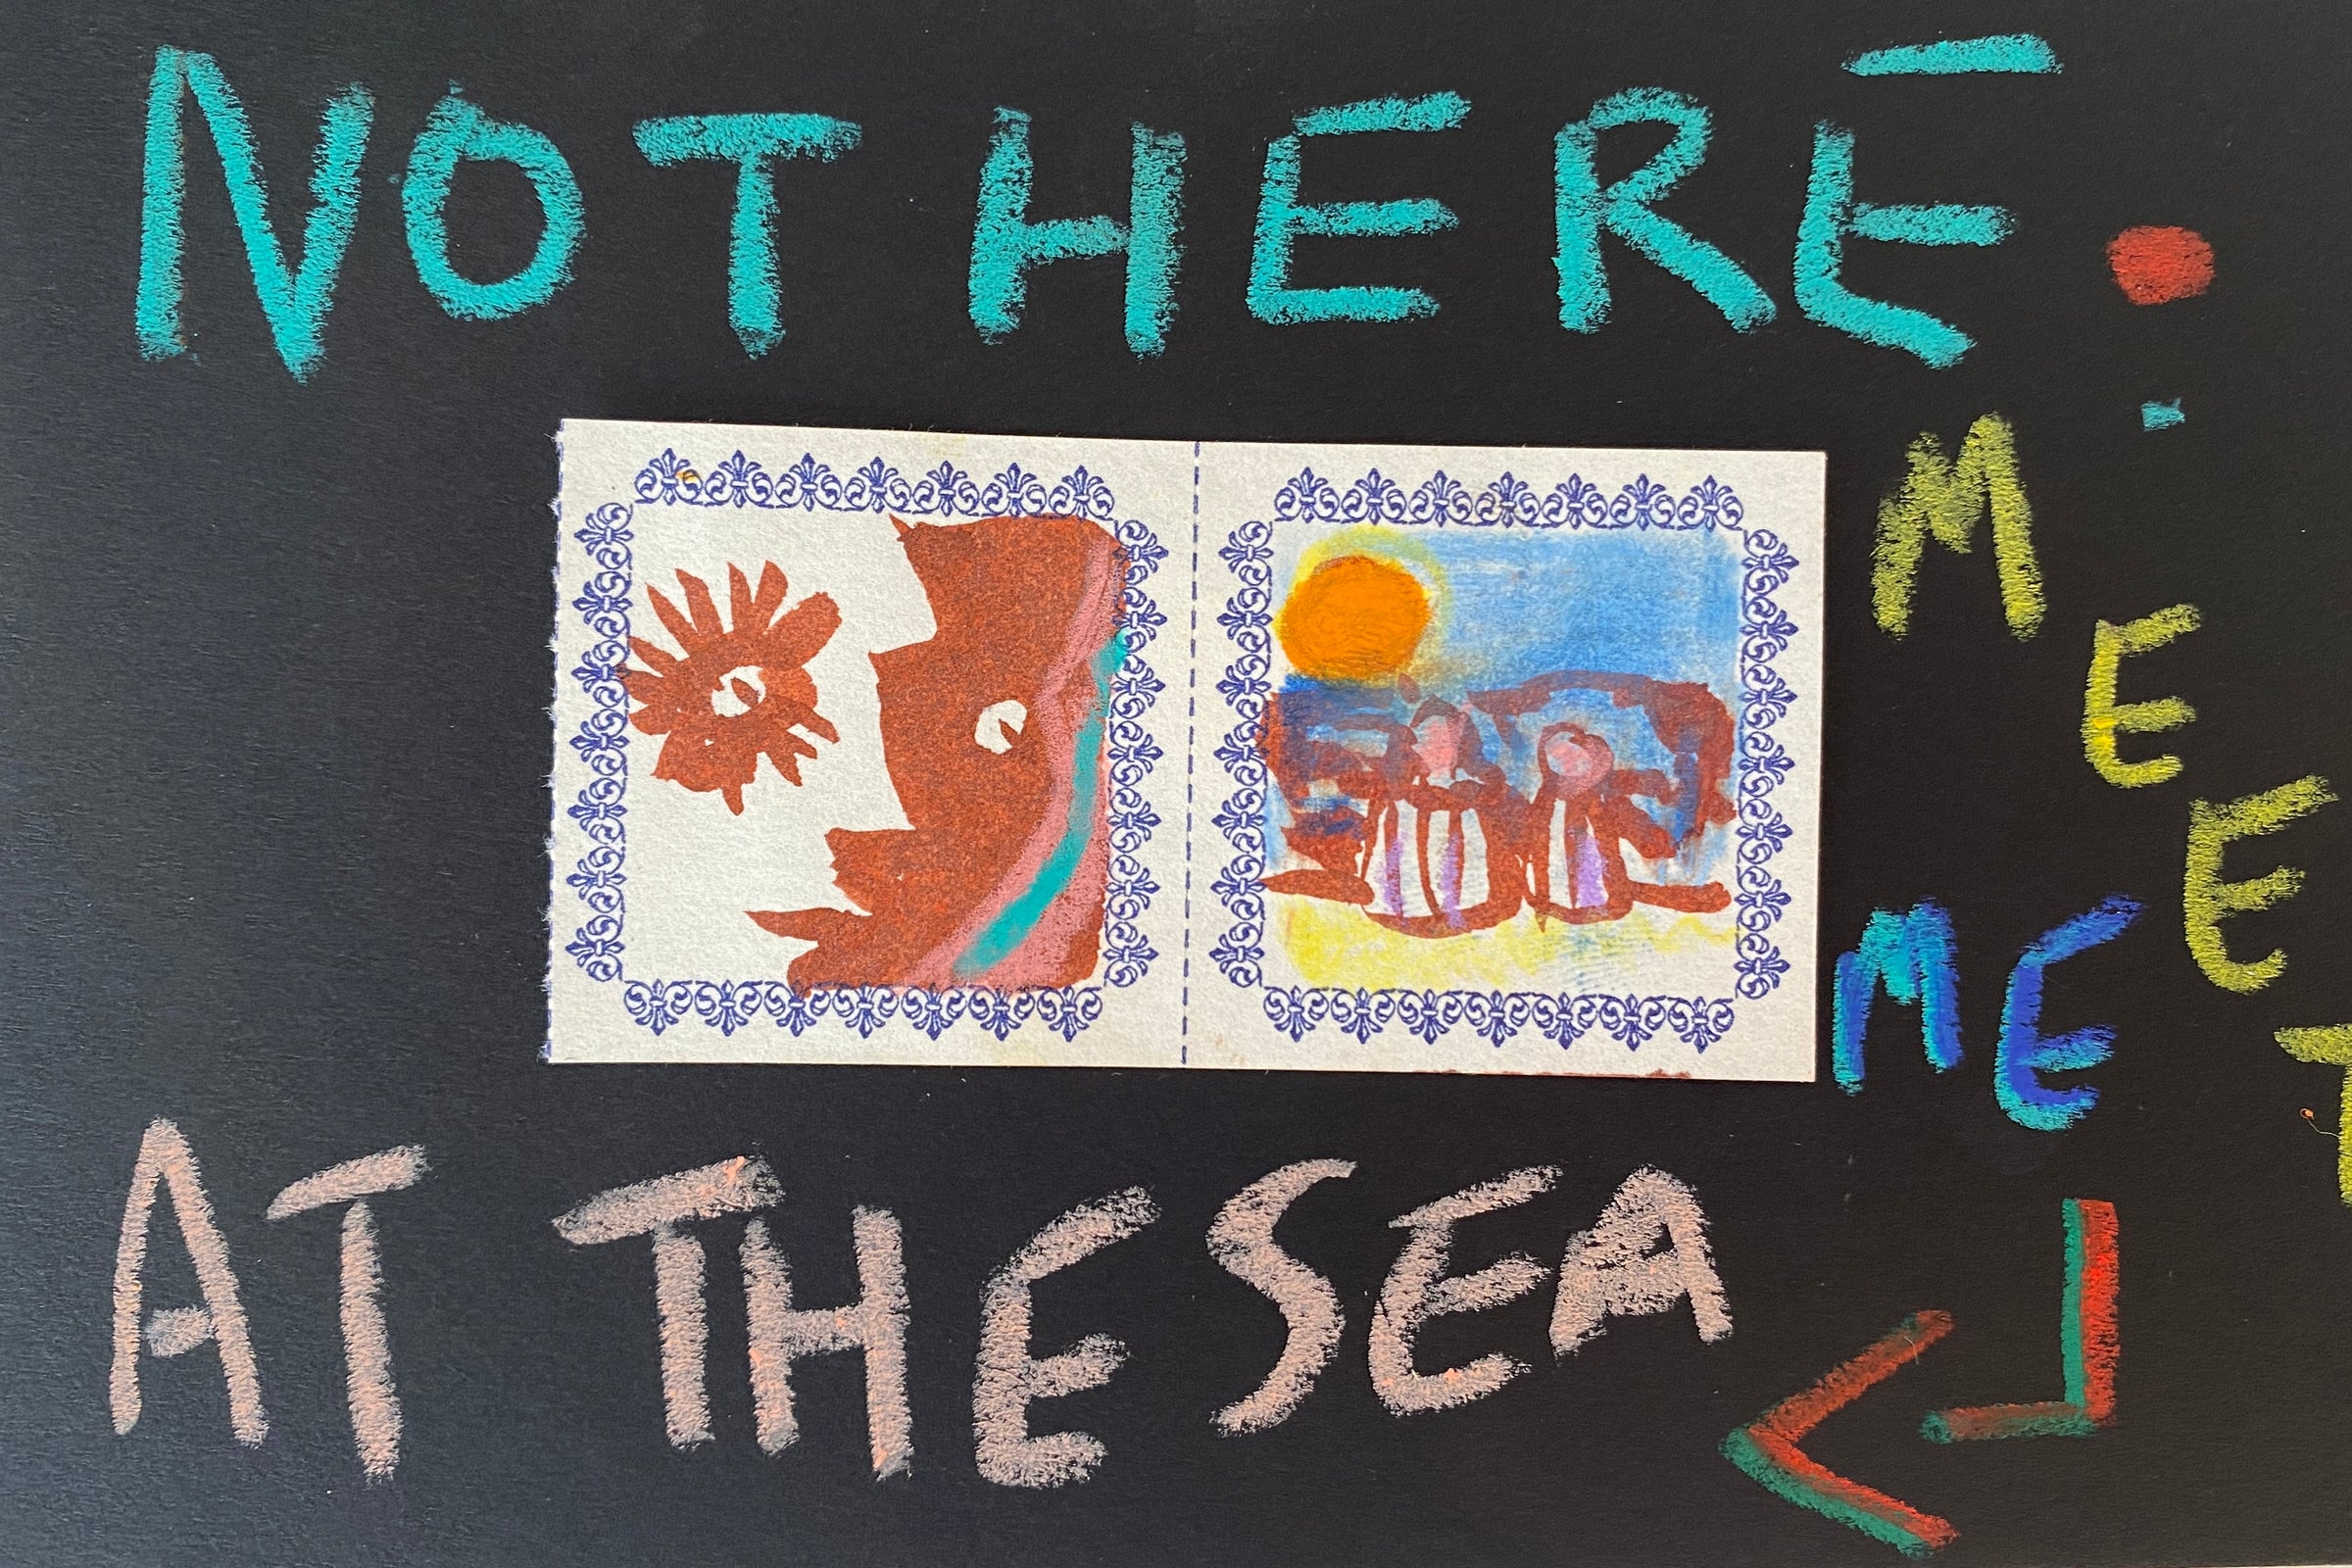 NOT HERE.
MEET
ME
AT THE SEA